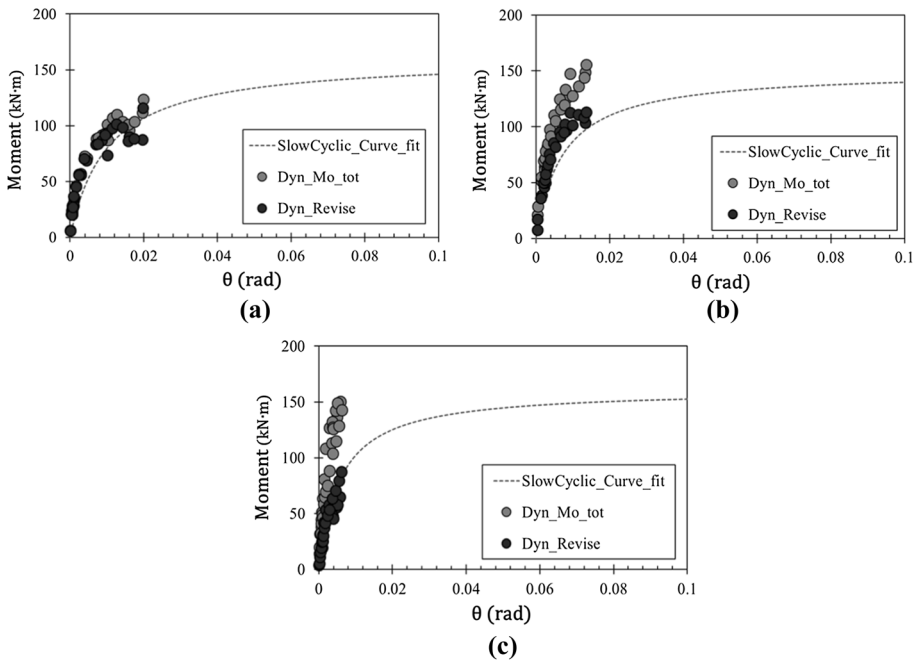 200
150
100
50
0
Moment (kN·m)
SlowCyclic_Curve_fit
Dyn_Mo_tot
Dyn_Revise
0 0.02 0.04 0.06 0.08 0.1
θ (rad)
(a)
200
150
100
50
0
Moment (kN·m)
SlowCyclic_Curve_fit
Dyn_Mo_tot
Dyn_Revise
0 0.02 0.04 0.06 0.08 0.1
θ (rad)
(b)
200
150
100
50
0
Moment (kN·m)
SlowCyclic_Curve_fit
Dyn_Mo_tot
Dyn_Revise
0 0.02 0.04 0.06 0.08 0.1
θ (rad)
(c)